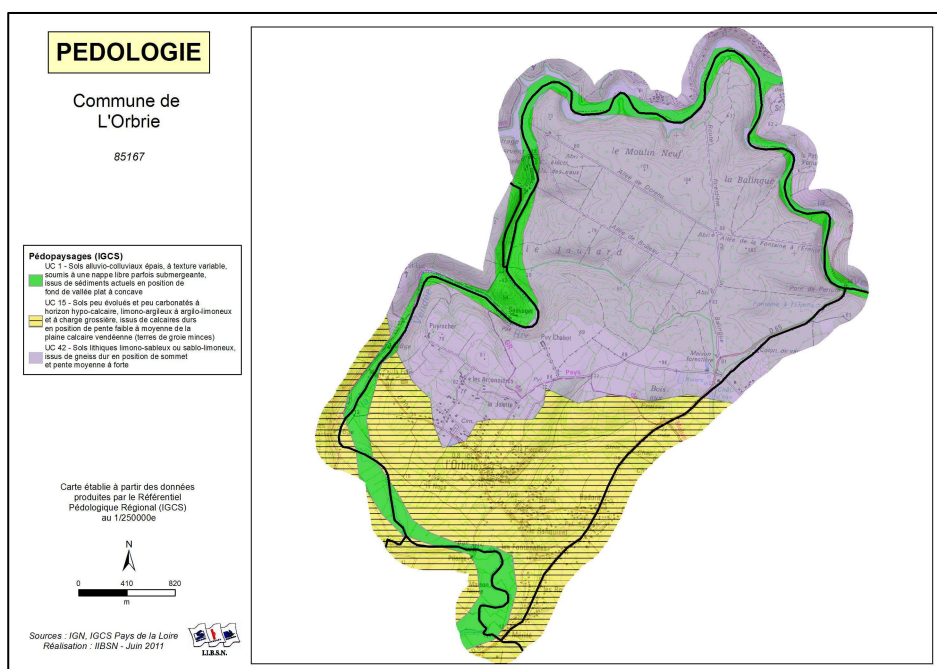 PEDOLOGIE
Commune de
L'Orbrie
85167
Pédopaysages (IGCS)
UC 1 - Sols alluvio-colluviaux épais, à texture variable,
soumis à une nappe libre parfois submergeante,
issus de sédiments actuels en position de
fond de vallée plat à concave
UC 15 - Sols peu évolués et peu carbonatés à
horizon hypo-calcaire, limono-argileux à argilo-limoneux
et à charge grossière, issus de calcaires durs
en position de pente faible à moyenne de la
plaine calcaire vendéenne (terres de groie minces)
UC 42 - Sols lithiques limono-sableux ou sablo-limoneux,
issus de gneiss dur en position de sommet
et pente moyenne à forte
Carte établie à partir des données
produites par le Référentiel
Pédologique Régional (IGCS)
au 1/250000e
N
0 410 820
m
Sources : IGN, IGCS Pays de la Loire
Réalisation : IIBSN - Juin 2011
I.I.B.S.N.
le Moulin Neuf
la Balingue
Puy Chabot
Pays
Bois
l'Orbrie